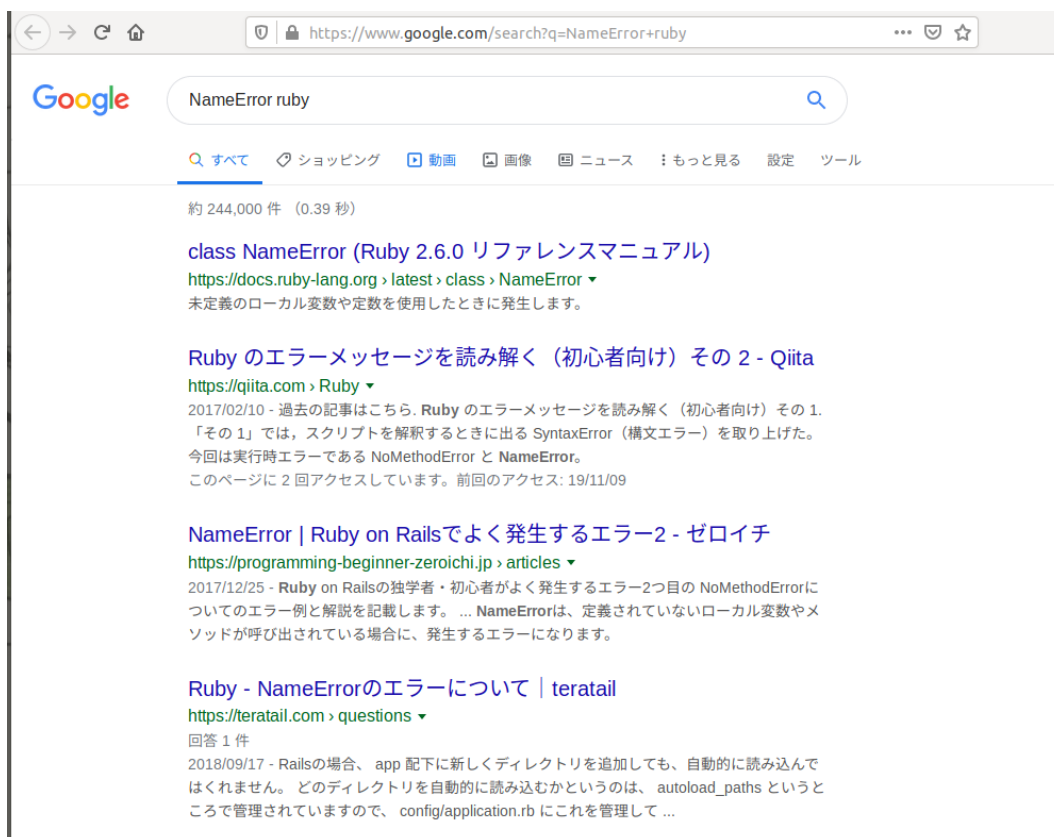 https://www.google.com/search?q=NameError+ruby
Google
NameError ruby
すべて ショッピング 動画 画像 ニュース もっと見る 設定 ツール
約 244,000 件 （0.39 秒）
class NameError (Ruby 2.6.0 リファレンスマニュアル)
https://docs.ruby-lang.org › latest › class › NameError
未定義のローカル変数や定数を使用したときに発生します。
Ruby のエラーメッセージを読み解く（初心者向け）その 2 - Qiita
https://qiita.com › Ruby
2017/02/10 - 過去の記事はこちら. Ruby のエラーメッセージを読み解く（初心者向け）その 1.
「その 1」では，スクリプトを解釈するときに出る SyntaxError（構文エラー）を取り上げた。
今回は実行時エラーである NoMethodError と NameError。
このページに 2 回アクセスしています。前回のアクセス: 19/11/09
NameError | Ruby on Railsでよく発生するエラー2 - ゼロイチ
https://programming-beginner-zeroichi.jp › articles
2017/12/25 - Ruby on Railsの独学者・初心者がよく発生するエラー2つ目の NoMethodErrorに
ついてのエラー例と解説を記載します。 ... NameErrorは、定義されていないローカル変数やメ
ソッドが呼び出されている場合に、発生するエラーになります。
Ruby - NameErrorのエラーについて｜teratail
https://teratail.com › questions
回答 1 件
2018/09/17 - Railsの場合、 app 配下に新しくディレクトリを追加しても、自動的に読み込んで
はくれません。 どのディレクトリを自動的に読み込むかというのは、 autoload_paths というと
ころで管理されていますので、 config/application.rb にこれを管理して ...